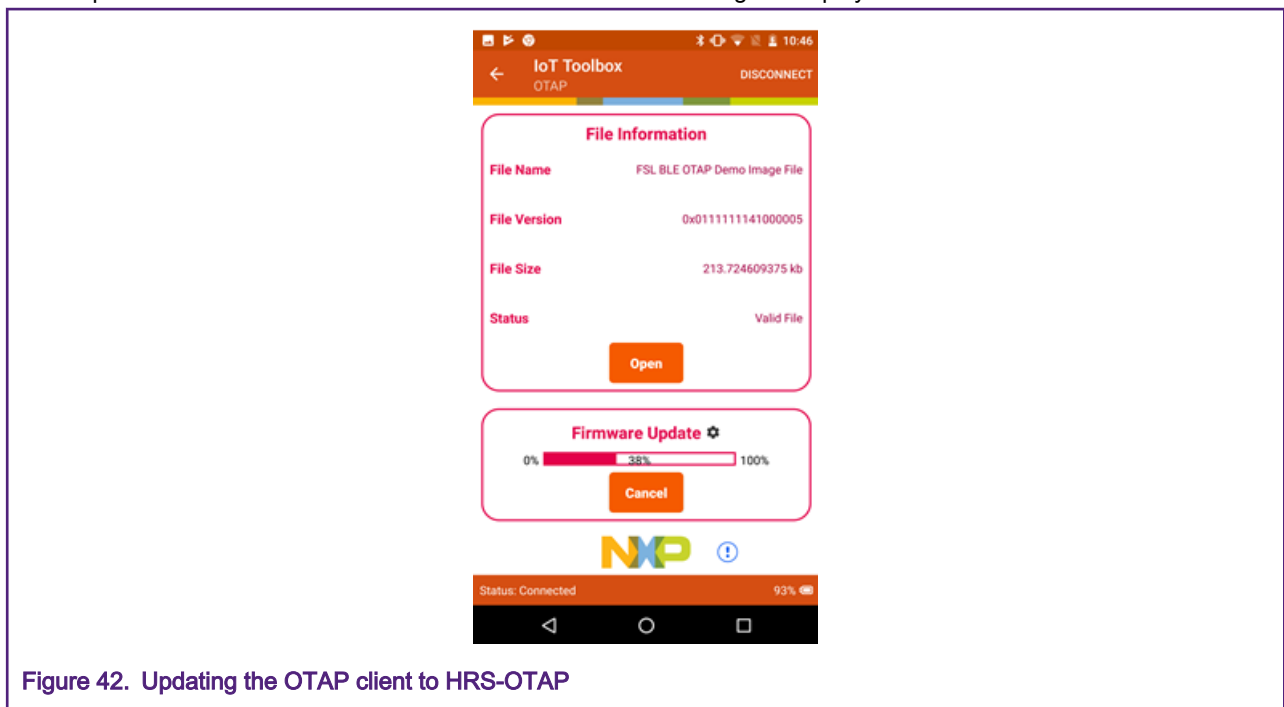 10:46
IoT Toolbox
OTAP
DISCONNECT
File Information
File Name FSL BLE OTAP Demo Image File
File Version 0x0111111141000005
File Size 213.724609375 kb
Status Valid File
Open
Firmware Update
0% 38% 100%
Cancel
NXP
Status: Connected 93%
Figure 42. Updating the OTAP client to HRS-OTAP